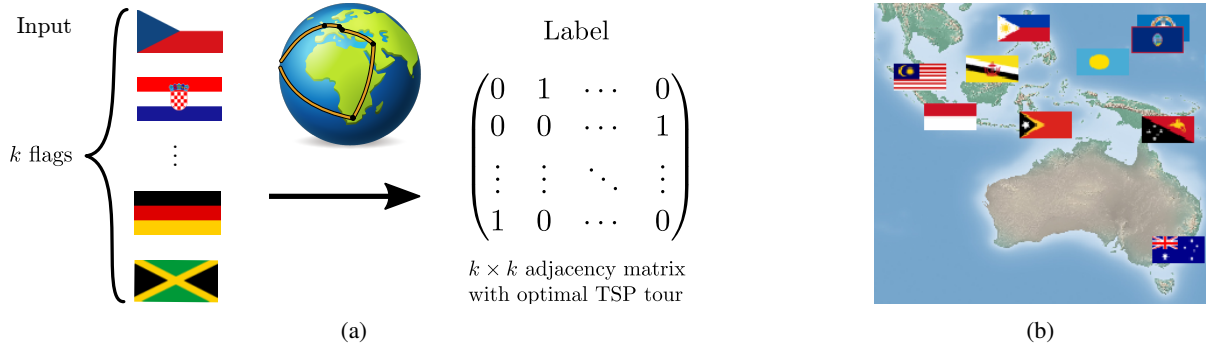 Input
k flags
⋮
Label
0 1 ⋯ 0
0 0 ⋯ 1
⋮ ⋮ ⋱ ⋮
1 0 ⋯ 0
k × k adjacency matrix
with optimal TSP tour
(a)
(b)